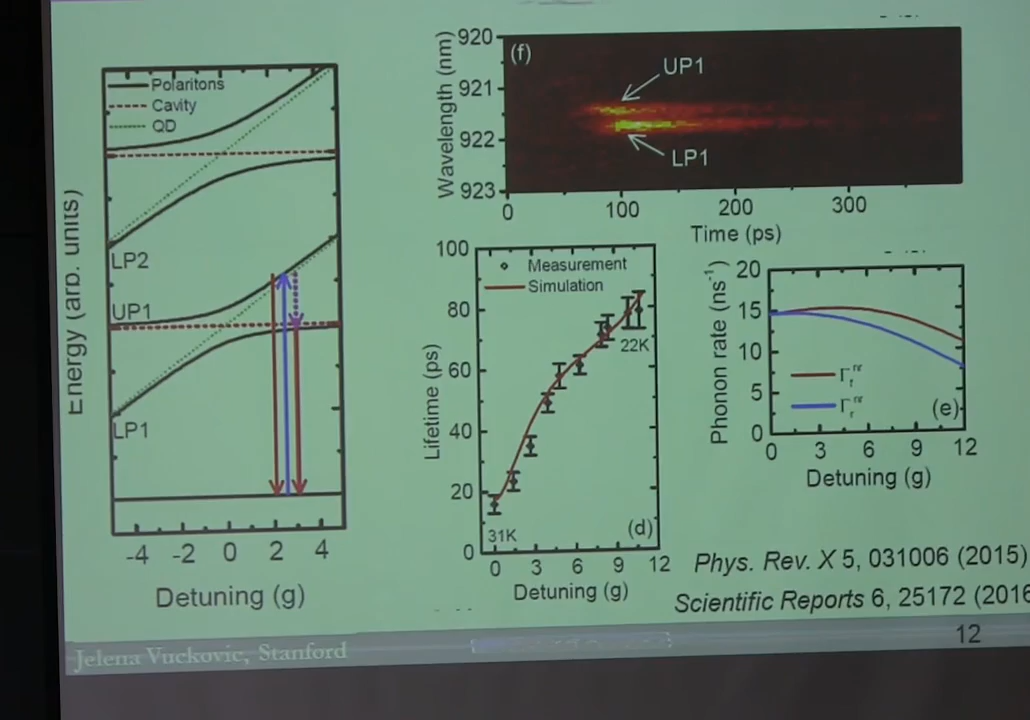 Polaritons
Cavity
QD
Energy (arb. units)
LP2
UP1
LP1
-4 -2 0 2 4
Detuning (g)
(f)
UP1
LP1
Wavelength (nm)
920
921
922
923
0 100 200 300
Time (ps)
100
80
60
40
20
0
Lifetime (ps)
Measurement
Simulation
22K
31K
(d)
0 3 6 9 12
Detuning (g)
Phonon rate (ns⁻¹)
20
15
10
5
0
(e)
0 3 6 9 12
Detuning (g)
Phys. Rev. X 5, 031006 (2015)
Scientific Reports 6, 25172 (2016
Jelena Vuckovic, Stanford
12